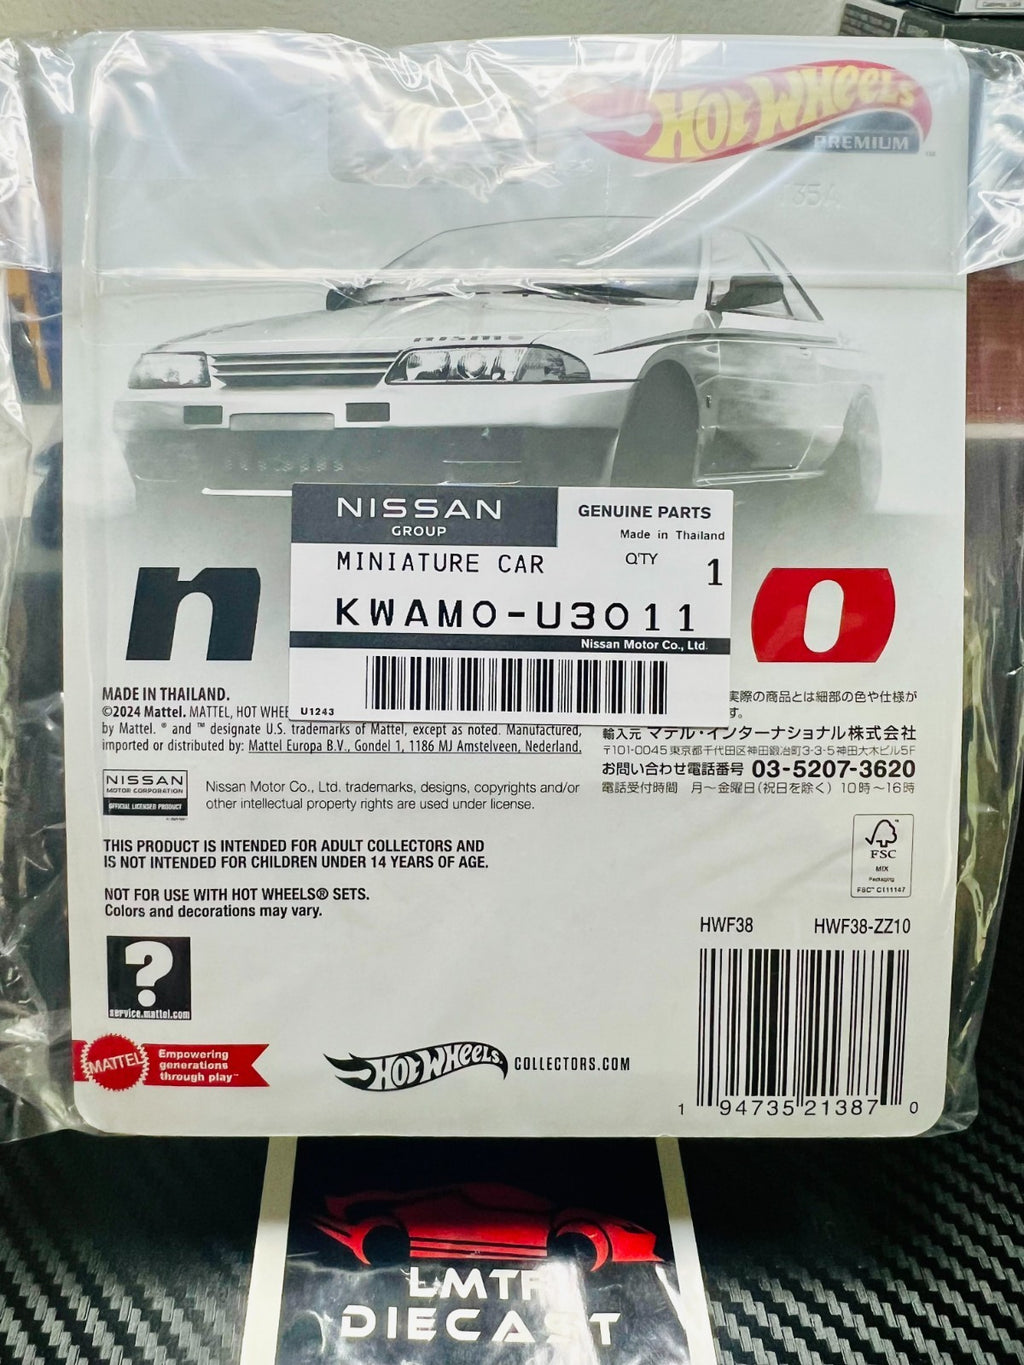 HOT WHEELS
PREMIUM
35A
nismo
NISSAN
GROUP
GENUINE PARTS
Made in Thailand
MINIATURE CAR
Q'TY
1
KWAMO-U3011
Nissan Motor Co., Ltd.
U1243
n
o
MADE IN THAILAND.
©2024 Mattel. MATTEL, HOT WHEE
by Mattel. ® and ™ designate U.S. trademarks of Mattel, except as noted. Manufactured,
imported or distributed by: Mattel Europa B.V., Gondel 1, 1186 MJ Amstelveen, Nederland.
実際の商品とは細部の色や仕様が
す。
輸入元 マテル・インターナショナル株式会社
〒101-0045 東京都千代田区神田鍛冶町3-3-5神田大木ビル5F
お問い合わせ電話番号 03-5207-3620
電話受付時間 月～金曜日(祝日を除く) 10時～16時
NISSAN
MOTOR CORPORATION
OFFICIAL LICENSED PRODUCT
Nissan Motor Co., Ltd. trademarks, designs, copyrights and/or
other intellectual property rights are used under license.
THIS PRODUCT IS INTENDED FOR ADULT COLLECTORS AND
IS NOT INTENDED FOR CHILDREN UNDER 14 YEARS OF AGE.
NOT FOR USE WITH HOT WHEELS® SETS.
Colors and decorations may vary.
FSC
MIX
Packaging
FSC™ C111147
HWF38 HWF38-ZZ10
?
service.mattel.com
MATTEL
Empowering
generations
through play™
HOT WHEELS COLLECTORS.COM
1 94735 21387 0
LMTR
DIECAST